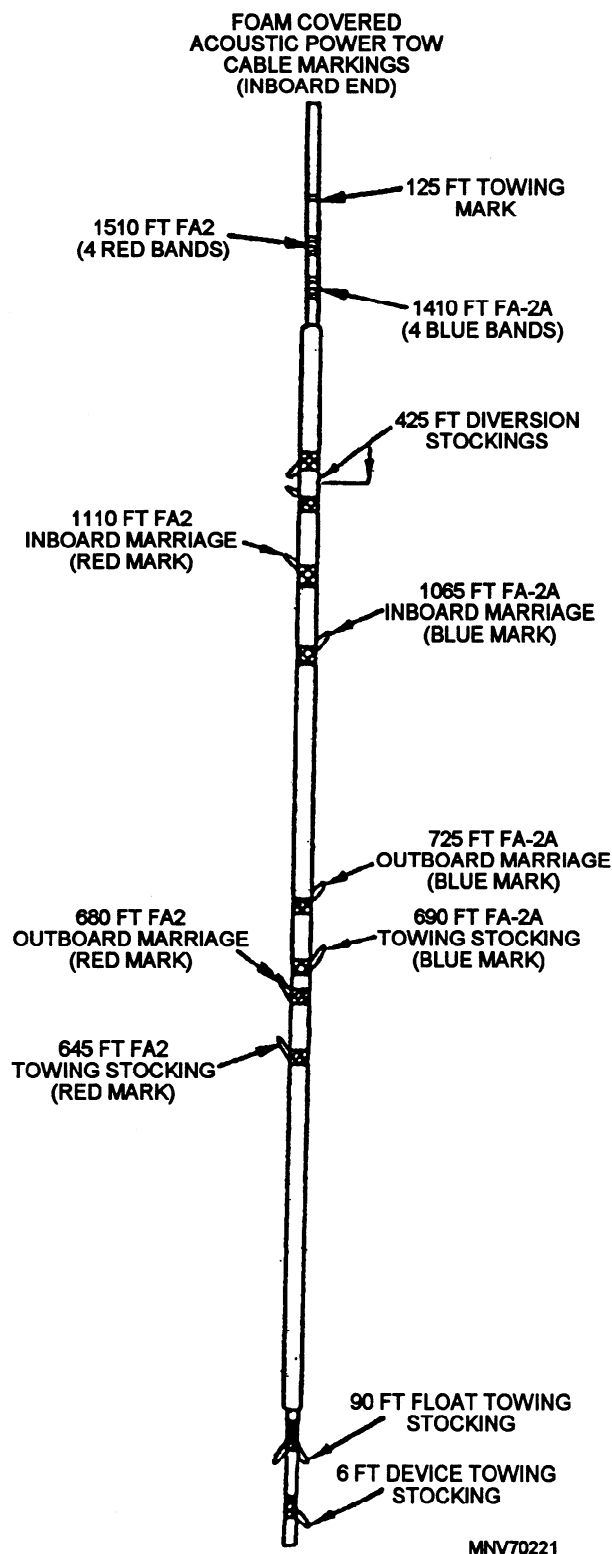 FOAM COVERED
ACOUSTIC POWER TOW
CABLE MARKINGS
(INBOARD END)
125 FT TOWING
MARK
1510 FT FA2
(4 RED BANDS)
1410 FT FA-2A
(4 BLUE BANDS)
425 FT DIVERSION
STOCKINGS
1110 FT FA2
INBOARD MARRIAGE
(RED MARK)
1065 FT FA-2A
INBOARD MARRIAGE
(BLUE MARK)
725 FT FA-2A
OUTBOARD MARRIAGE
(BLUE MARK)
680 FT FA2
OUTBOARD MARRIAGE
(RED MARK)
690 FT FA-2A
TOWING STOCKING
(BLUE MARK)
645 FT FA2
TOWING STOCKING
(RED MARK)
90 FT FLOAT TOWING
STOCKING
6 FT DEVICE TOWING
STOCKING
MNV70221